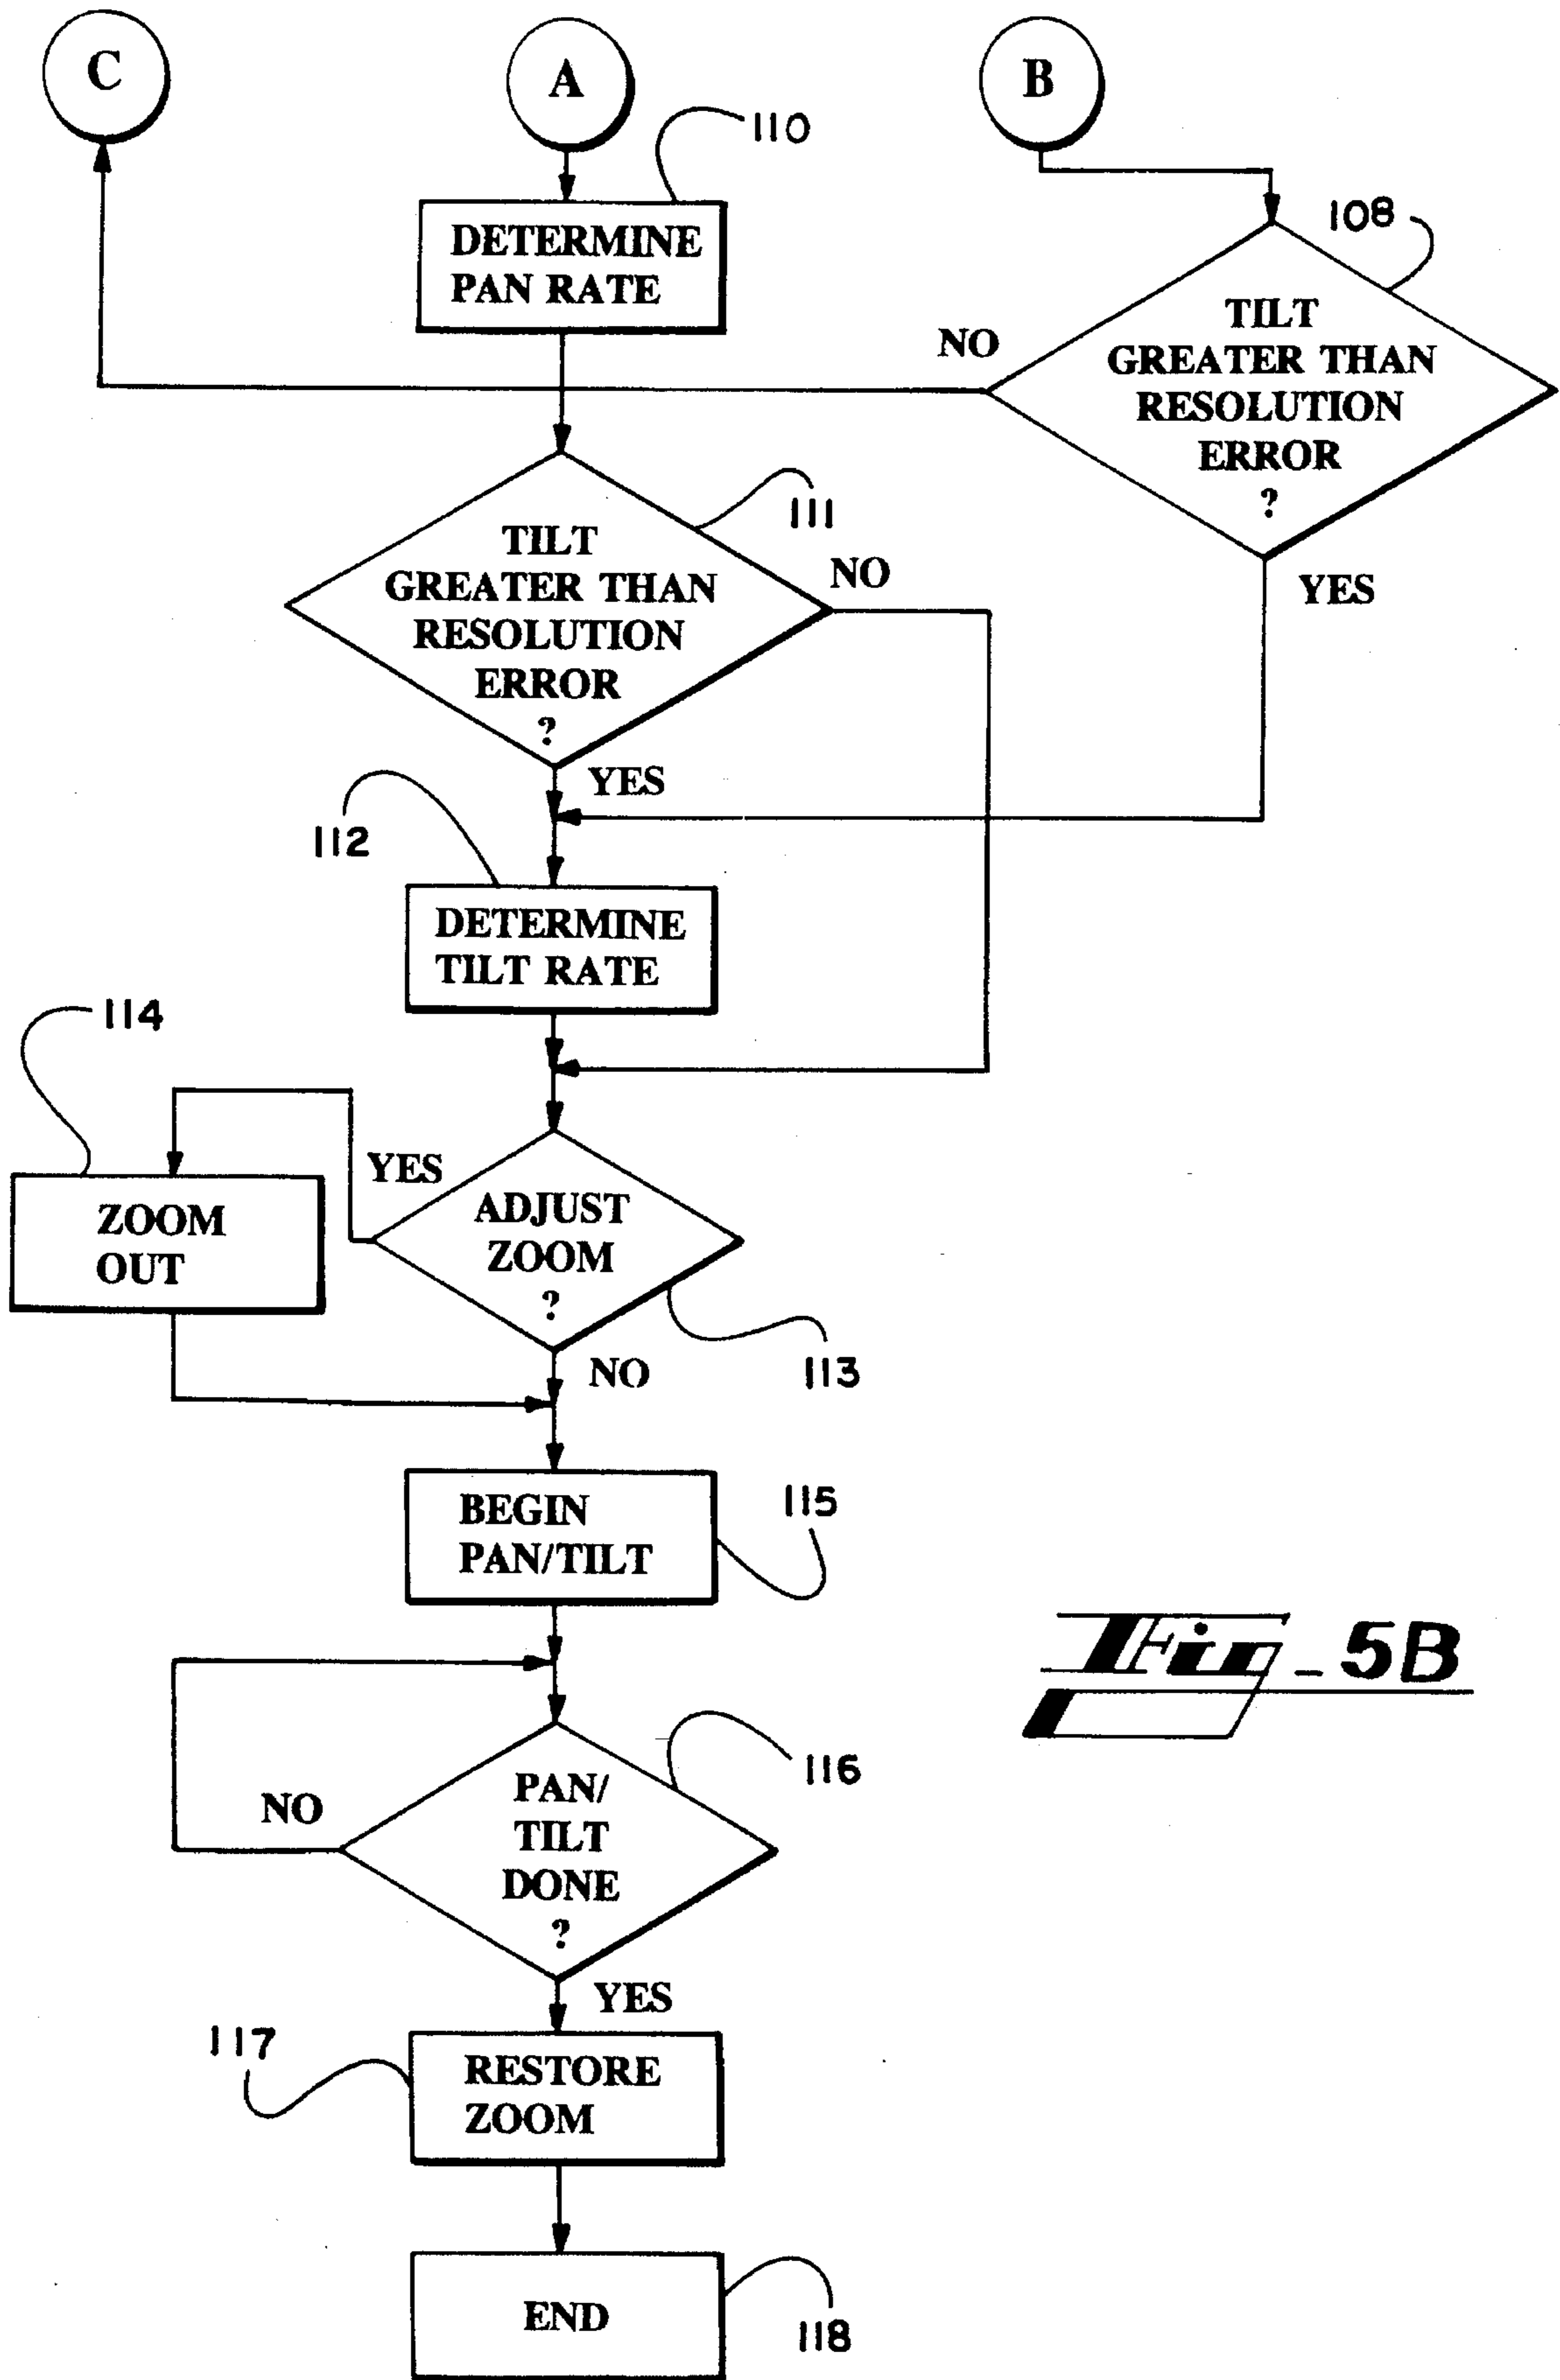 C
A
B
110
DETERMINE
PAN RATE
108
TILT
GREATER THAN
RESOLUTION
ERROR
?
NO
YES
111
TILT
GREATER THAN
RESOLUTION
ERROR
?
NO
YES
112
DETERMINE
TILT RATE
114
ZOOM
OUT
YES
ADJUST
ZOOM
?
113
NO
BEGIN
PAN/TILT
115
116
PAN/
TILT
DONE
?
NO
YES
117
RESTORE
ZOOM
END
118
Fig_5B